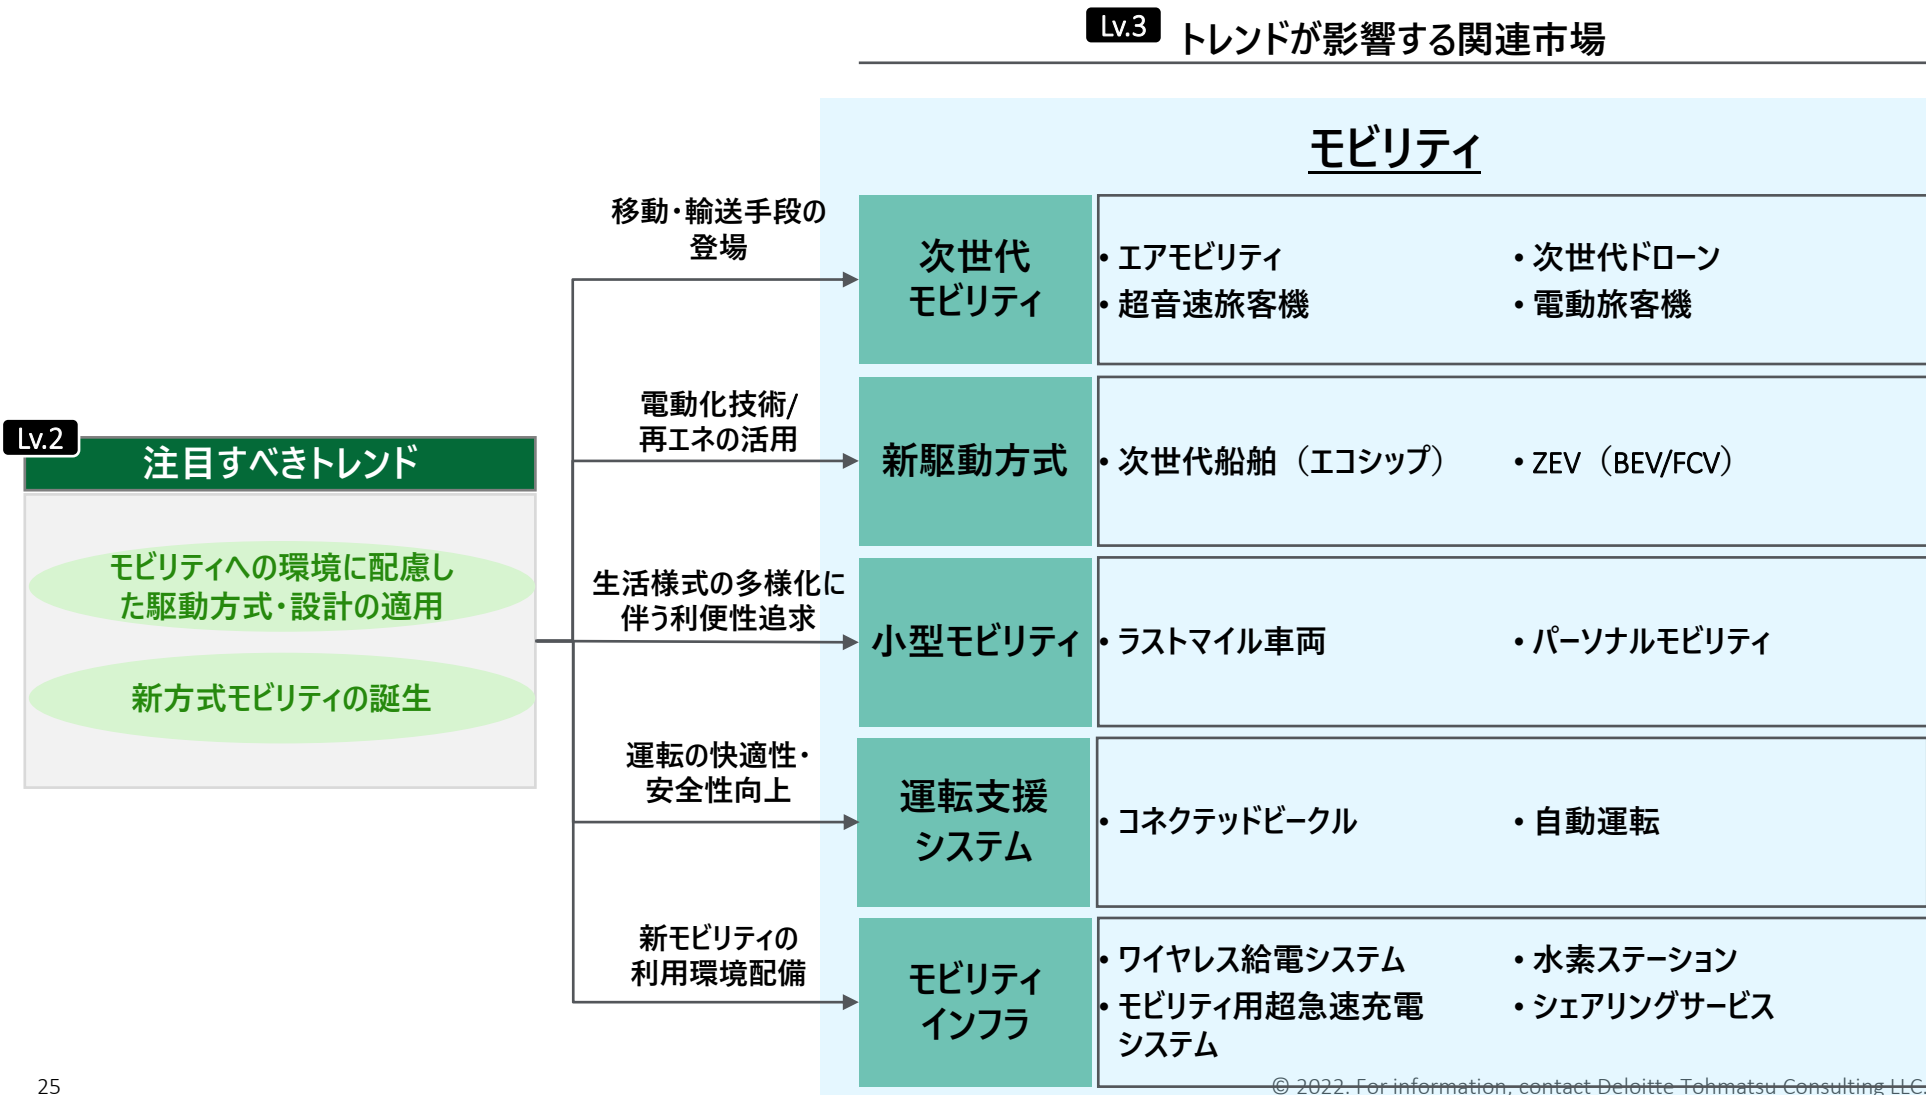 Lv.3 トレンドが影響する関連市場
モビリティ
Lv.2
注目すべきトレンド
モビリティへの環境に配慮し
た駆動方式・設計の適用
新方式モビリティの誕生
移動・輸送手段の
登場
次世代
モビリティ
・エアモビリティ
・次世代ドローン
・超音速旅客機
・電動旅客機
電動化技術/
再エネの活用
新駆動方式
・次世代船舶（エコシップ）
・ZEV（BEV/FCV）
生活様式の多様化に
伴う利便性追求
小型モビリティ
・ラストマイル車両
・パーソナルモビリティ
運転の快適性・
安全性向上
運転支援
システム
・コネクテッドビークル
・自動運転
新モビリティの
利用環境配備
モビリティ
インフラ
・ワイヤレス給電システム
・水素ステーション
・モビリティ用超急速充電
システム
・シェアリングサービス
25
© 2022. For information, contact Deloitte Tohmatsu Consulting LLC.